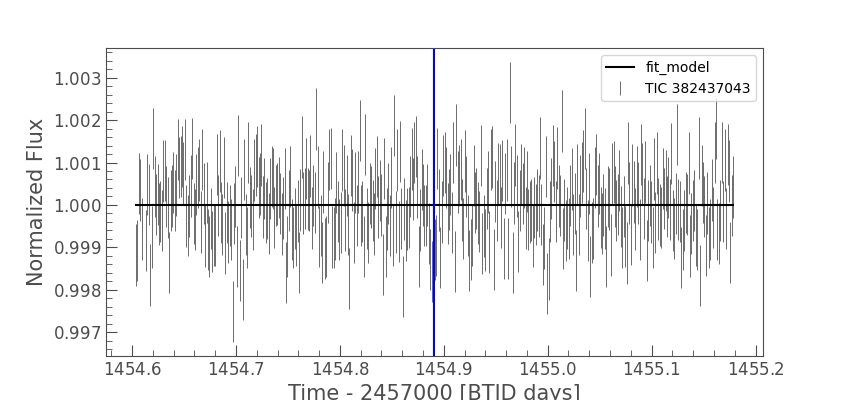 fit_model
TIC 382437043
1.003
1.002
1.001
1.000
0.999
0.998
0.997
Normalized Flux
1454.6 1454.7 1454.8 1454.9 1455.0 1455.1 1455.2
Time - 2457000 [BTJD days]